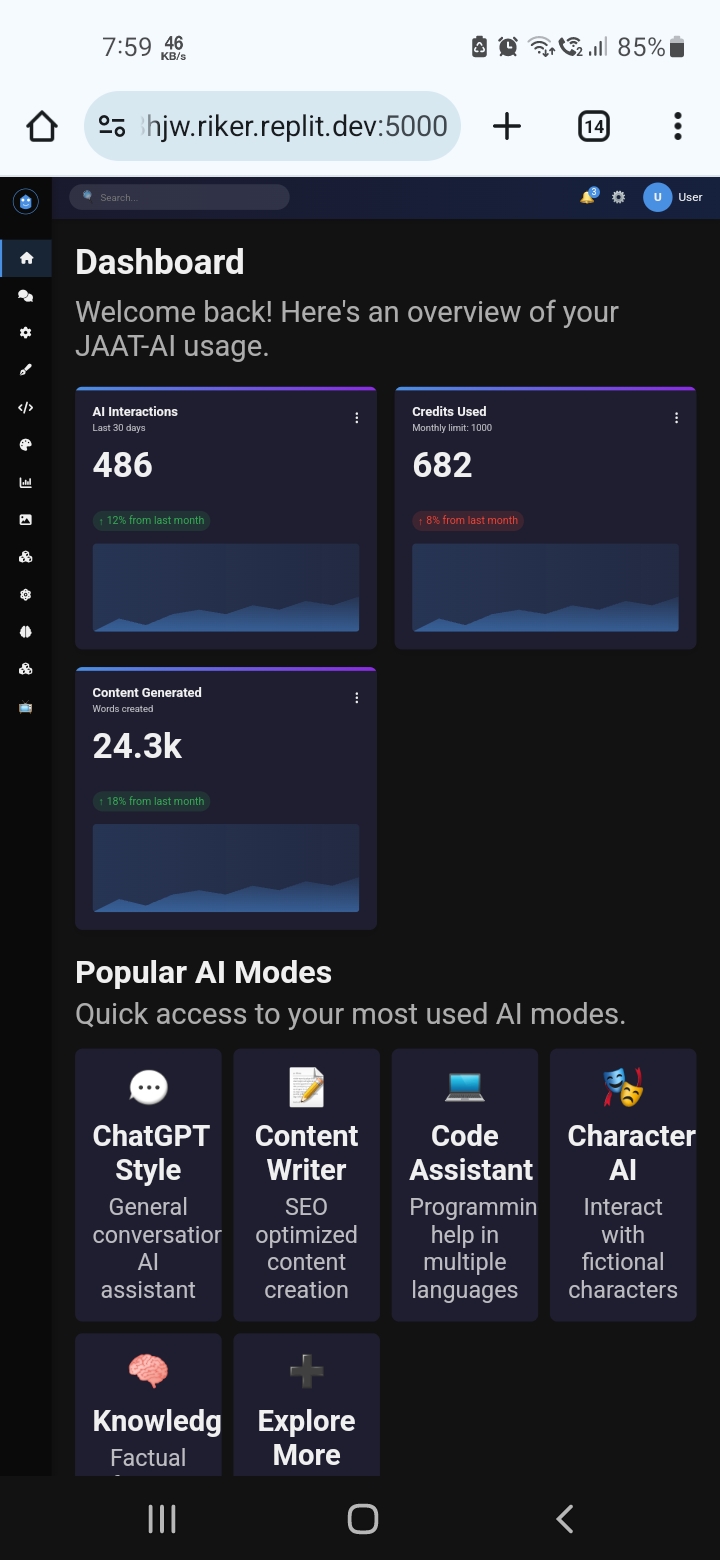 7:59 46 KB/s 2 85%
hjw.riker.replit.dev:5000 14
Search... 3 U User
Dashboard
Welcome back! Here's an overview of your
JAAT-AI usage.
AI Interactions
Last 30 days
486
↑ 12% from last month
Credits Used
Monthly limit: 1000
682
↑ 8% from last month
Content Generated
Words created
24.3k
↑ 18% from last month
Popular AI Modes
Quick access to your most used AI modes.
ChatGPT
Style
General
conversation
AI
assistant
Content
Writer
SEO
optimized
content
creation
Code
Assistant
Programmin
help in
multiple
languages
Character
AI
Interact
with
fictional
characters
Knowledg
Factual
Explore
More